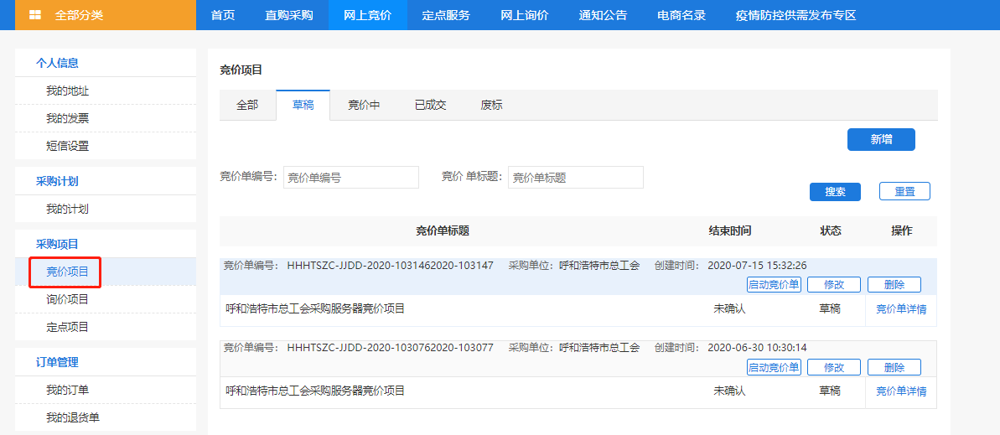 全部分类 首页 直购采购 网上竞价 定点服务 网上询价 通知公告 电商名录 疫情防控供需发布专区
个人信息
我的地址
我的发票
短信设置
采购计划
我的计划
采购项目
竞价项目
询价项目
定点项目
订单管理
我的订单
我的退货单
竞价项目
全部 草稿 竞价中 已成交 废标
新增
竞价单编号： 竞价单编号 竞价 单标题： 竞价单标题
搜索 重置
竞价单标题 结束时间 状态 操作
竞价单编号： HHHTSZC-JJDD-2020-1031462020-103147 采购单位：呼和浩特市总工会 创建时间： 2020-07-15 15:32:26
启动竞价单 修改 删除
呼和浩特市总工会采购服务器竞价项目 未确认 草稿 竞价单详情
竞价单编号： HHHTSZC-JJDD-2020-1030762020-103077 采购单位：呼和浩特市总工会 创建时间： 2020-06-30 10:30:14
启动竞价单 修改 删除
呼和浩特市总工会采购服务器竞价项目 未确认 草稿 竞价单详情